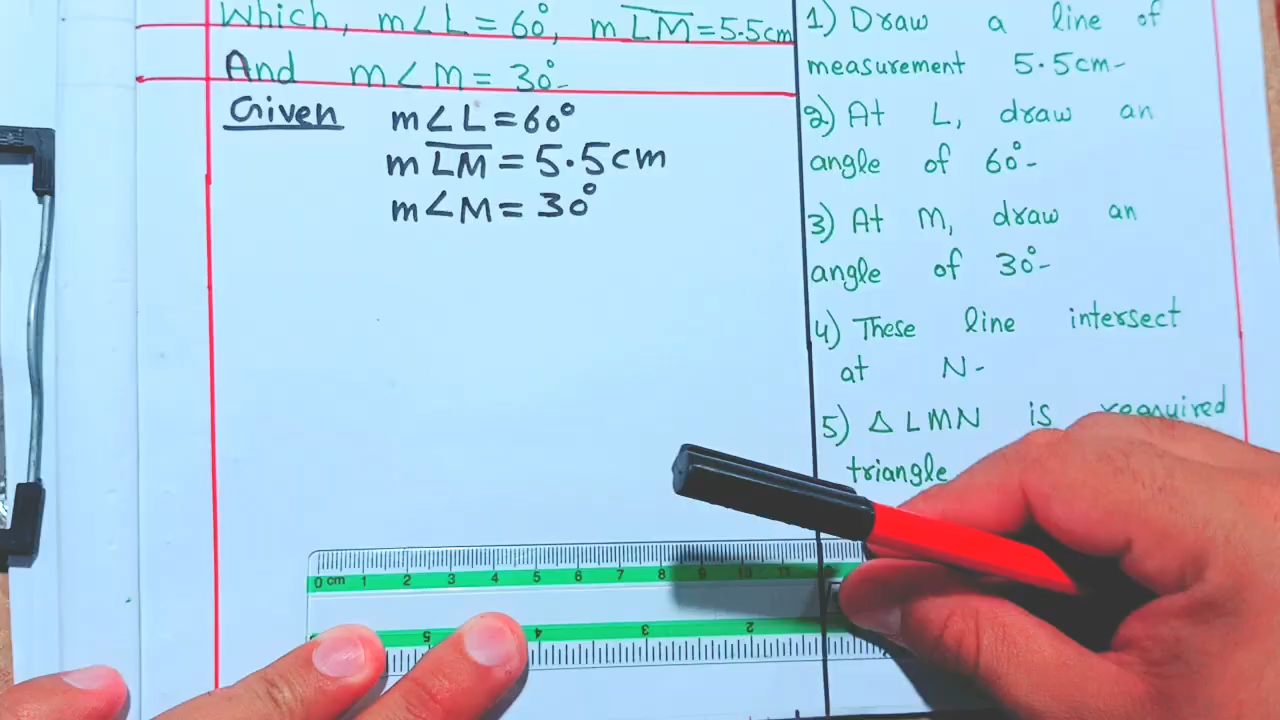 Which, m∠L = 60°, m LM = 5.5cm
And m∠M = 30°-
Given m∠L = 60°
m LM = 5.5cm
m∠M = 30°
1) Draw a line of
measurement 5.5cm-
2) At L, draw an
angle of 60°-
3) At M, draw an
angle of 30°-
4) These line intersect
at N-
5) △LMN is required
triangle
0 cm 1 2 3 4 5 6 7 8 9 10 11
5 4 3 2